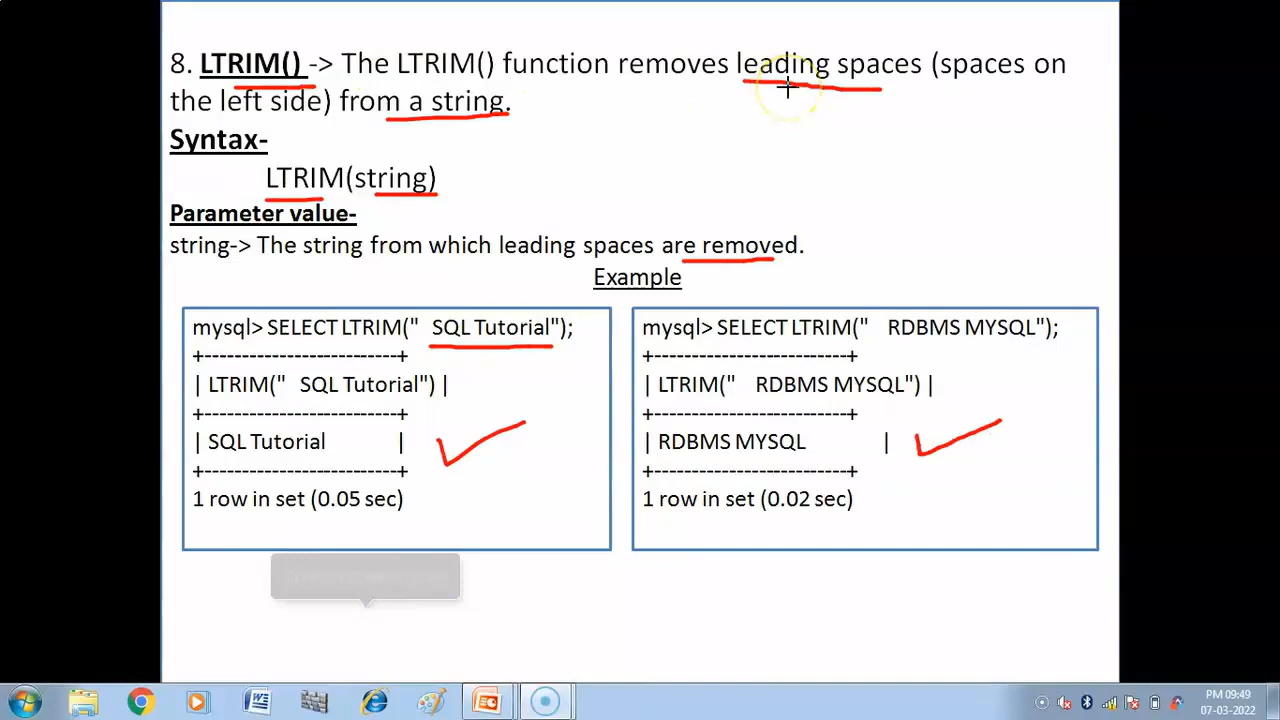 8. LTRIM() -> The LTRIM() function removes leading spaces (spaces on
the left side) from a string.
Syntax-
LTRIM(string)
Parameter value-
string-> The string from which leading spaces are removed.
Example
mysql> SELECT LTRIM("   SQL Tutorial");
+--------------------------+
| LTRIM("   SQL Tutorial") |
+--------------------------+
| SQL Tutorial             |
+--------------------------+
1 row in set (0.05 sec)
mysql> SELECT LTRIM("    RDBMS MYSQL");
+--------------------------+
| LTRIM("    RDBMS MYSQL") |
+--------------------------+
| RDBMS MYSQL              |
+--------------------------+
1 row in set (0.02 sec)
PM 09:49
07-03-2022